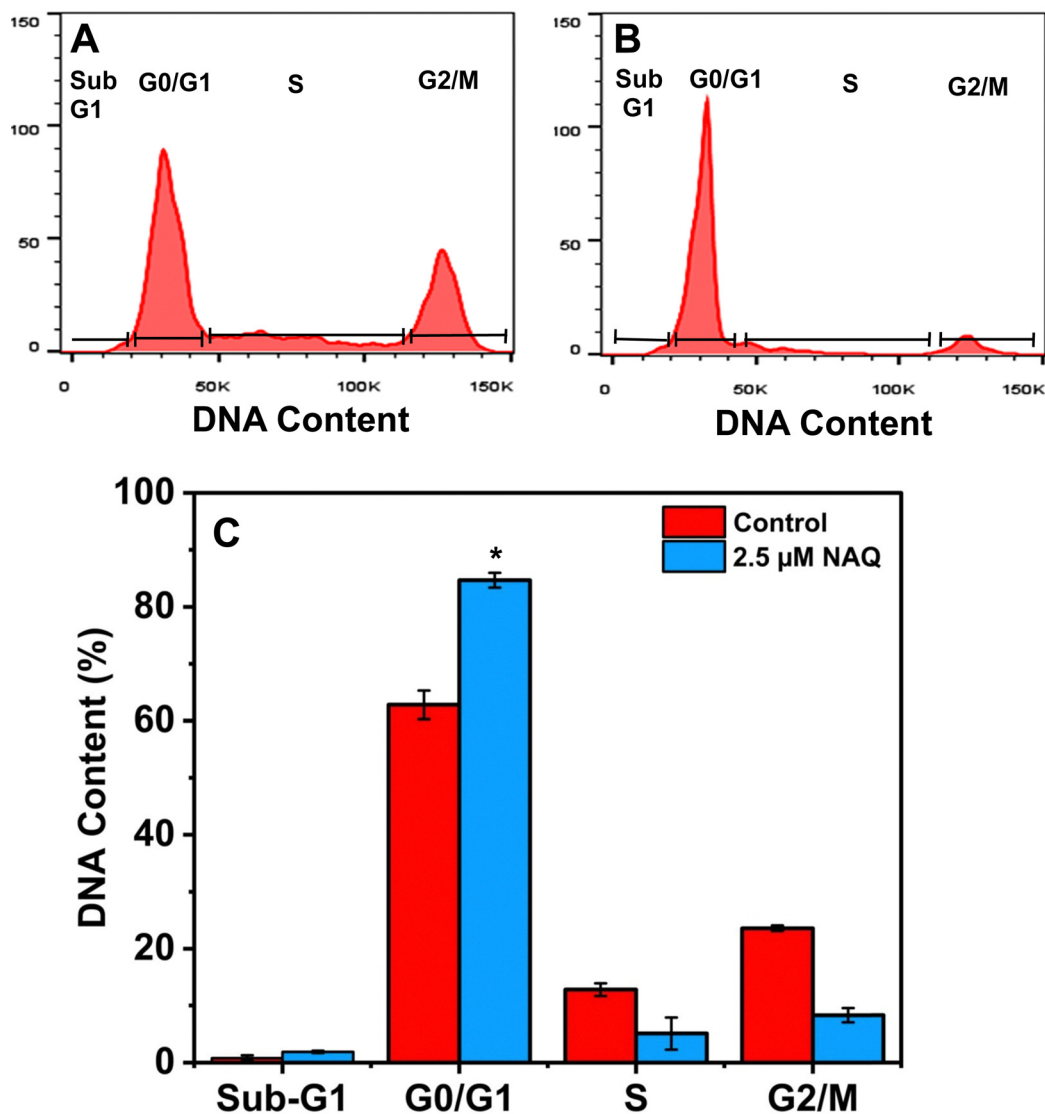 A
Sub G1
G0/G1
S
G2/M
150
100
50
0
0
50K
100K
150K
DNA Content
B
Sub G1
G0/G1
S
G2/M
150
100
50
0
0
50K
100K
150K
DNA Content
C
Control
2.5 µM NAQ
*
DNA Content (%)
100
80
60
40
20
0
Sub-G1
G0/G1
S
G2/M